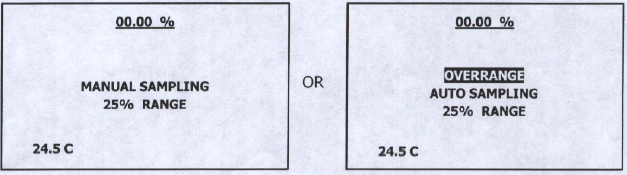 00.00 %
MANUAL SAMPLING
25% RANGE
24.5 C
OR
00.00 %
OVERRANGE
AUTO SAMPLING
25% RANGE
24.5 C